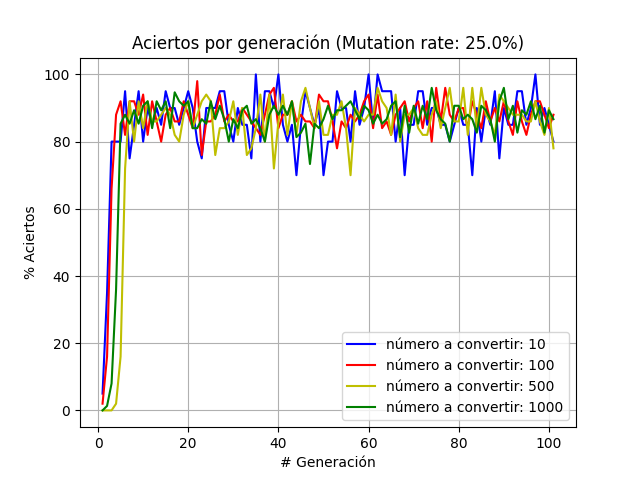 Aciertos por generación (Mutation rate: 25.0%)
100
80
60
40
20
0
% Aciertos
número a convertir: 10
número a convertir: 100
número a convertir: 500
número a convertir: 1000
0 20 40 60 80 100
# Generación